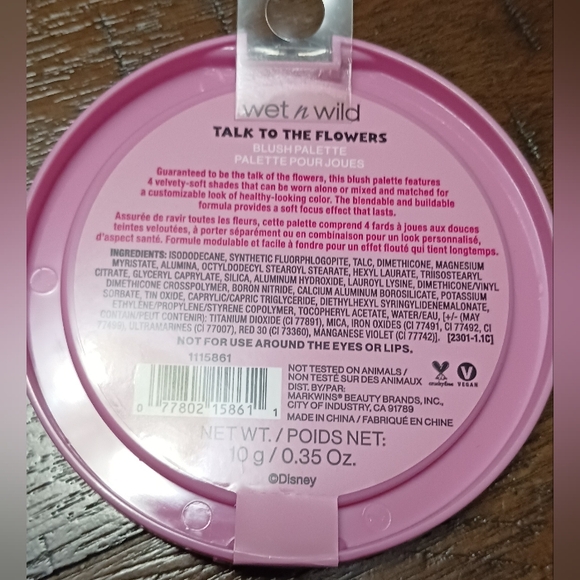 wet n wild
TALK TO THE FLOWERS
BLUSH PALETTE
PALETTE POUR JOUES
Guaranteed to be the talk of the flowers, this blush palette features
4 velvety-soft shades that can be worn alone or mixed and matched for
a customizable look of healthy-looking color. The blendable and buildable
formula provides a soft focus effect that lasts.
Assurée de ravir toutes les fleurs, cette palette comprend 4 fards à joues aux douces
teintes veloutées, à porter séparément ou en combinaison pour un look personnalisé,
d'aspect santé. Formule modulable et facile à fondre pour un effet flouté qui tient longtemps.
INGREDIENTS: ISODODECANE, SYNTHETIC FLUORPHLOGOPITE, TALC, DIMETHICONE, MAGNESIUM
MYRISTATE, ALUMINA, OCTYLDODECYL STEAROYL STEARATE, HEXYL LAURATE, TRIISOSTEARYL
CITRATE, GLYCERYL CAPRYLATE, SILICA, ALUMINUM HYDROXIDE, LAUROYL LYSINE, DIMETHICONE/VINYL
DIMETHICONE CROSSPOLYMER, BORON NITRIDE, CALCIUM ALUMINUM BOROSILICATE, POTASSIUM
SORBATE, TIN OXIDE, CAPRYLIC/CAPRIC TRIGLYCERIDE, DIETHYLHEXYL SYRINGYLIDENEMALONATE,
ETHYLENE/PROPYLENE/STYRENE COPOLYMER, TOCOPHERYL ACETATE, WATER/EAU, [+/- (MAY
CONTAIN/PEUT CONTENIR): TITANIUM DIOXIDE (CI 77891), MICA, IRON OXIDES (CI 77491, CI 77492, CI
77499), ULTRAMARINES (CI 77007), RED 30 (CI 73360), MANGANESE VIOLET (CI 77742)]. [2301-1.1C]
NOT FOR USE AROUND THE EYES OR LIPS.
1115861
0 77802 15861 1
NOT TESTED ON ANIMALS /
NON TESTÉ SUR DES ANIMAUX
DIST. BY/PAR:
MARKWINS® BEAUTY BRANDS, INC.,
CITY OF INDUSTRY, CA 91789
MADE IN CHINA / FABRIQUÉ EN CHINE
crueltyfree
VEGAN
NET WT. / POIDS NET:
10 g / 0.35 Oz.
©Disney